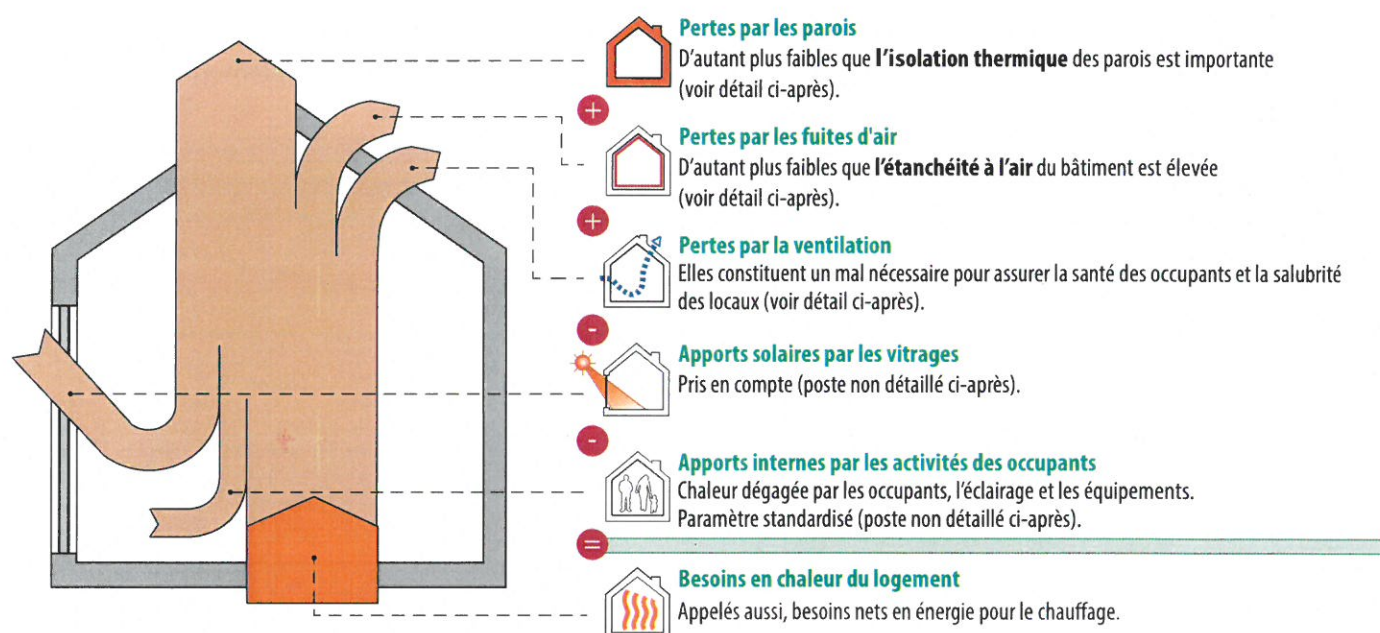 Pertes par les parois
D'autant plus faibles que l'isolation thermique des parois est importante
(voir détail ci-après).
+
Pertes par les fuites d'air
D'autant plus faibles que l'étanchéité à l'air du bâtiment est élevée
(voir détail ci-après).
+
Pertes par la ventilation
Elles constituent un mal nécessaire pour assurer la santé des occupants et la salubrité
des locaux (voir détail ci-après).
-
Apports solaires par les vitrages
Pris en compte (poste non détaillé ci-après).
-
Apports internes par les activités des occupants
Chaleur dégagée par les occupants, l'éclairage et les équipements.
Paramètre standardisé (poste non détaillé ci-après).
=
Besoins en chaleur du logement
Appelés aussi, besoins nets en énergie pour le chauffage.